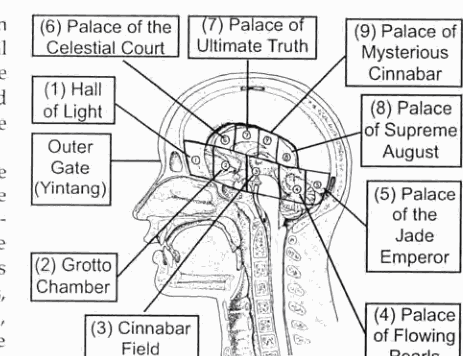 (6) Palace of the
Celestial Court
(7) Palace of
Ultimate Truth
(9) Palace of
Mysterious
Cinnabar
(1) Hall
of Light
(8) Palace
of Supreme
August
Outer
Gate
(Yintang)
(5) Palace
of the
Jade
Emperor
(2) Grotto
Chamber
(3) Cinnabar
Field
(4) Palace
of Flowing
Pearls